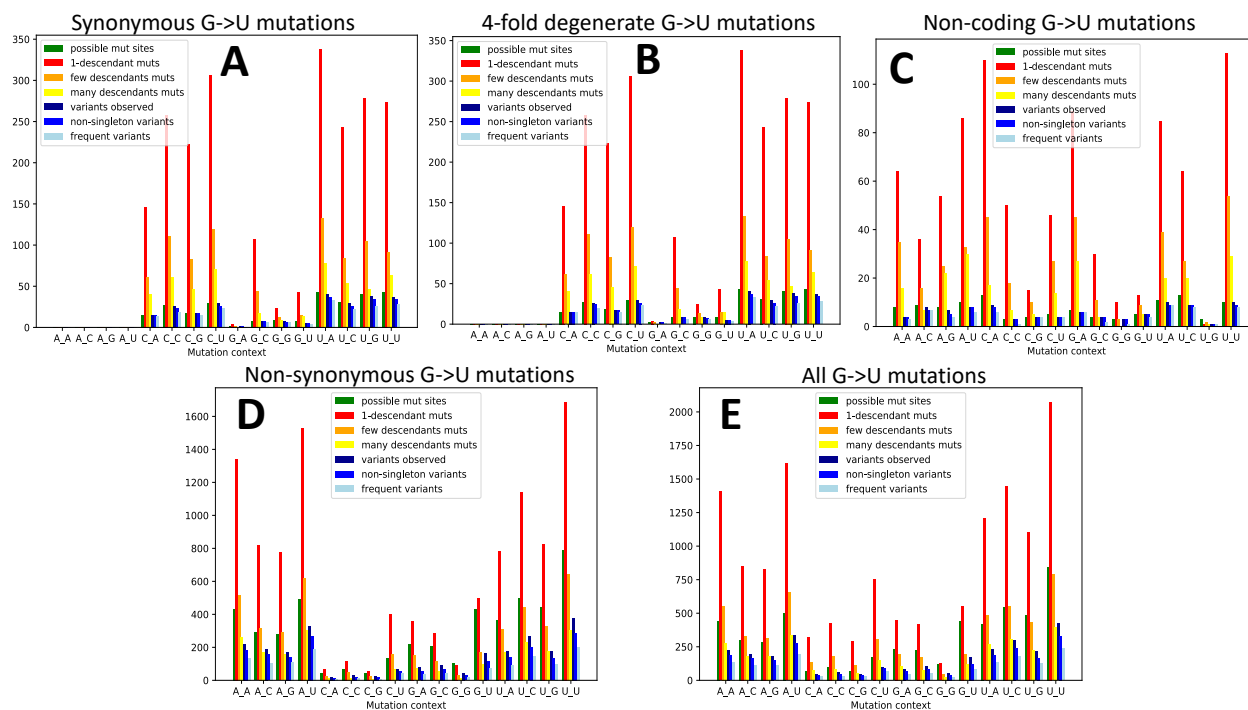 Synonymous G->U mutations
A
350
300
250
200
150
100
50
0
possible mut sites
1-descendant muts
few descendants muts
many descendants muts
variants observed
non-singleton variants
frequent variants
A_A A_C A_G A_U C_A C_C C_G C_U G_A G_C G_G G_U U_A U_C U_G U_U
Mutation context
4-fold degenerate G->U mutations
B
350
300
250
200
150
100
50
0
possible mut sites
1-descendant muts
few descendants muts
many descendants muts
variants observed
non-singleton variants
frequent variants
A_A A_C A_G A_U C_A C_C C_G C_U G_A G_C G_G G_U U_A U_C U_G U_U
Mutation context
Non-coding G->U mutations
C
100
80
60
40
20
0
possible mut sites
1-descendant muts
few descendants muts
many descendants muts
variants observed
non-singleton variants
frequent variants
A_A A_C A_G A_U C_A C_C C_G C_U G_A G_C G_G G_U U_A U_C U_G U_U
Mutation context
Non-synonymous G->U mutations
D
1600
1400
1200
1000
800
600
400
200
0
possible mut sites
1-descendant muts
few descendants muts
many descendants muts
variants observed
non-singleton variants
frequent variants
A_A A_C A_G A_U C_A C_C C_G C_U G_A G_C G_G G_U U_A U_C U_G U_U
Mutation context
All G->U mutations
E
2000
1750
1500
1250
1000
750
500
250
0
possible mut sites
1-descendant muts
few descendants muts
many descendants muts
variants observed
non-singleton variants
frequent variants
A_A A_C A_G A_U C_A C_C C_G C_U G_A G_C G_G G_U U_A U_C U_G U_U
Mutation context